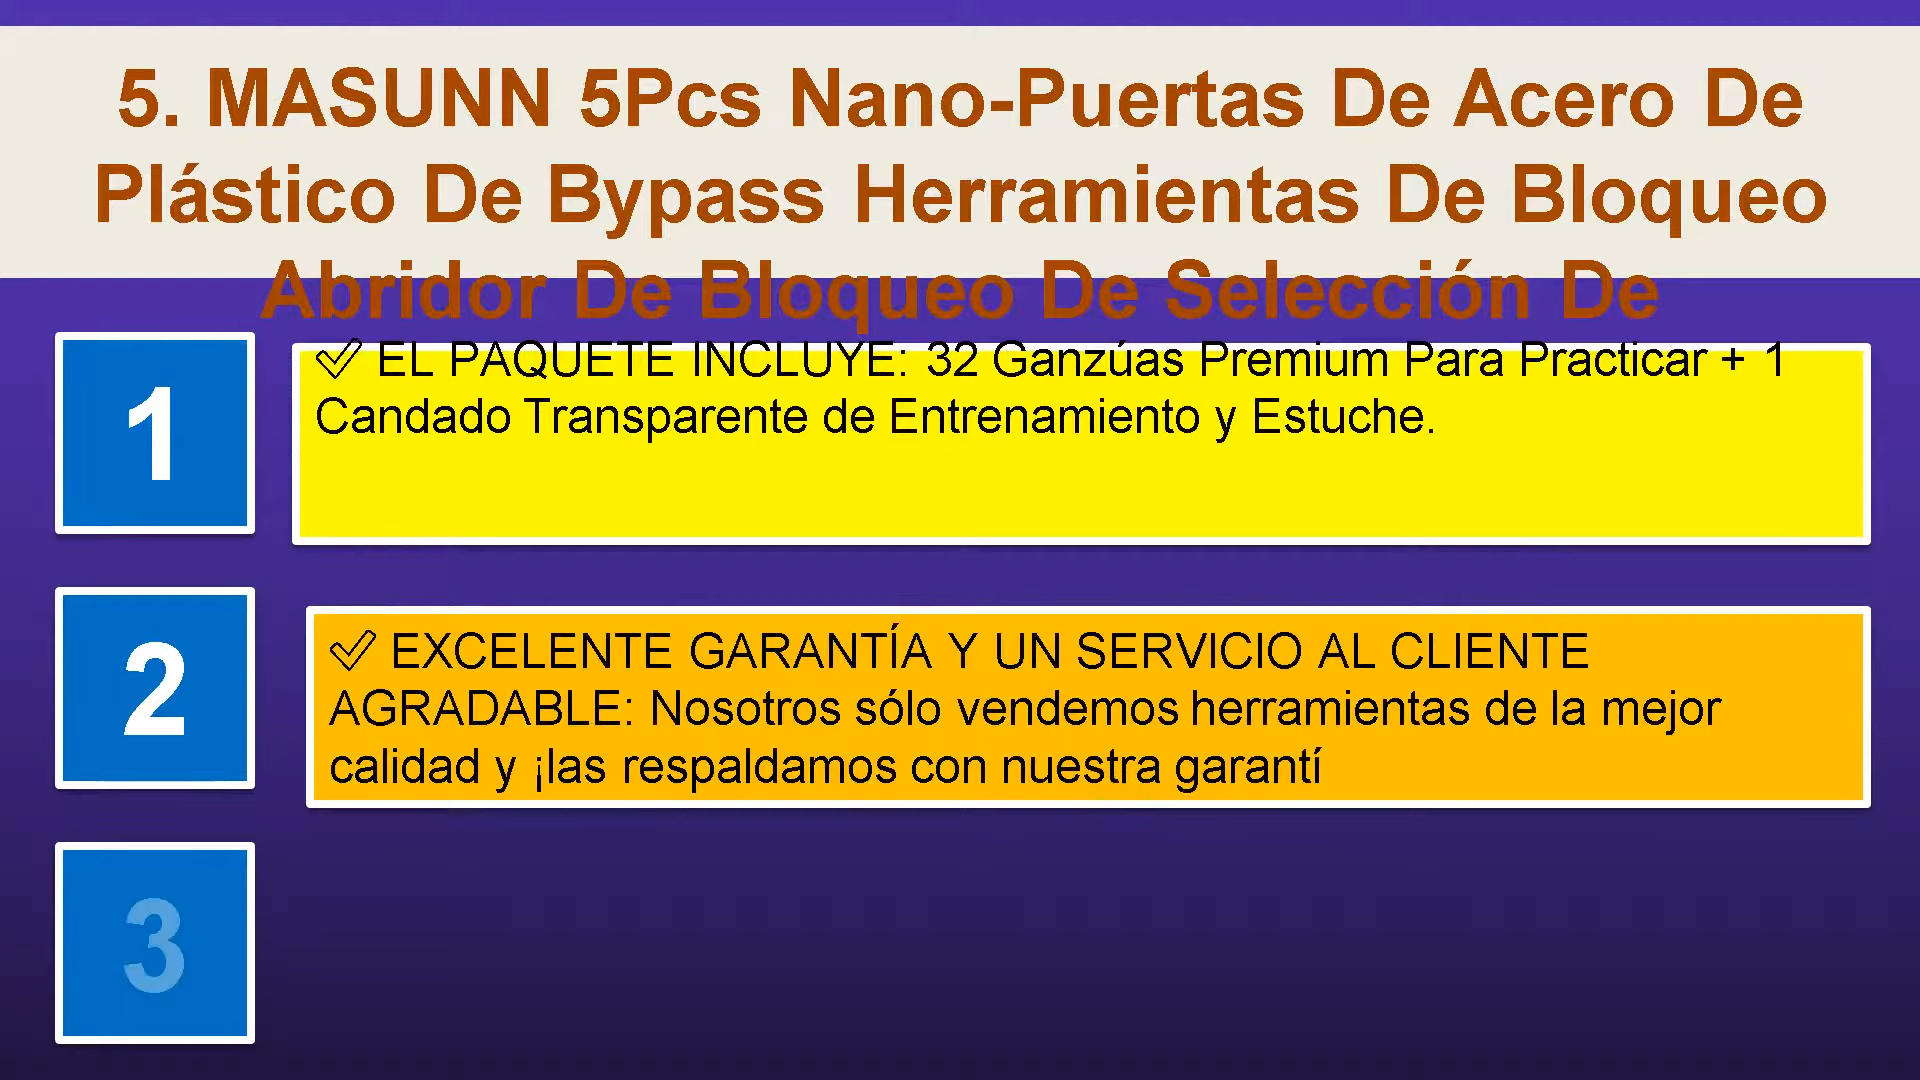 5. MASUNN 5Pcs Nano-Puertas De Acero De
Plástico De Bypass Herramientas De Bloqueo
Abridor De Bloqueo De Selección De
1
✅ EL PAQUETE INCLUYE: 32 Ganzúas Premium Para Practicar + 1
Candado Transparente de Entrenamiento y Estuche.
2
✅ EXCELENTE GARANTÍA Y UN SERVICIO AL CLIENTE
AGRADABLE: Nosotros sólo vendemos herramientas de la mejor
calidad y ¡las respaldamos con nuestra garantí
3